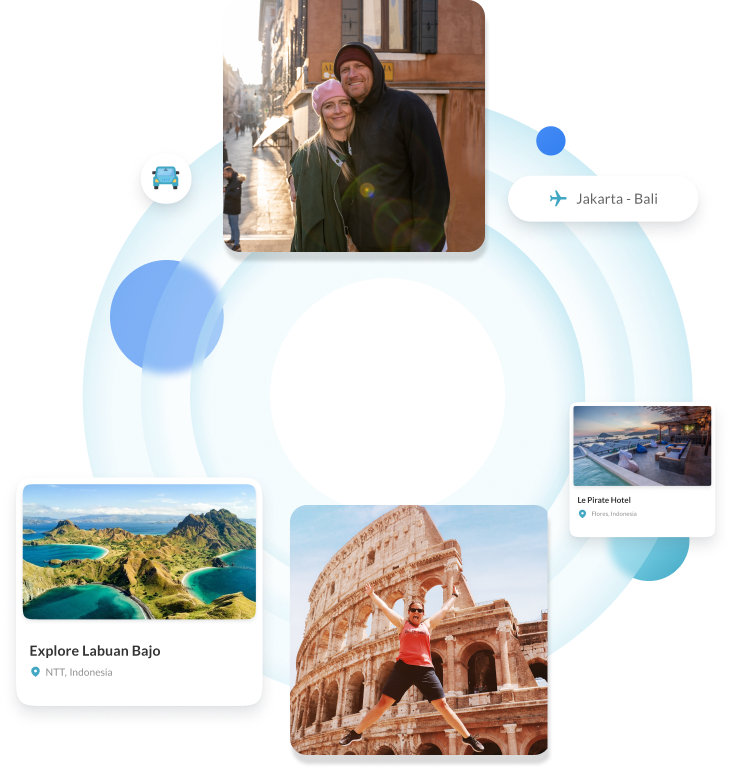 Jakarta - Bali
Le Pirate Hotel
Flores, Indonesia
Explore Labuan Bajo
NTT, Indonesia